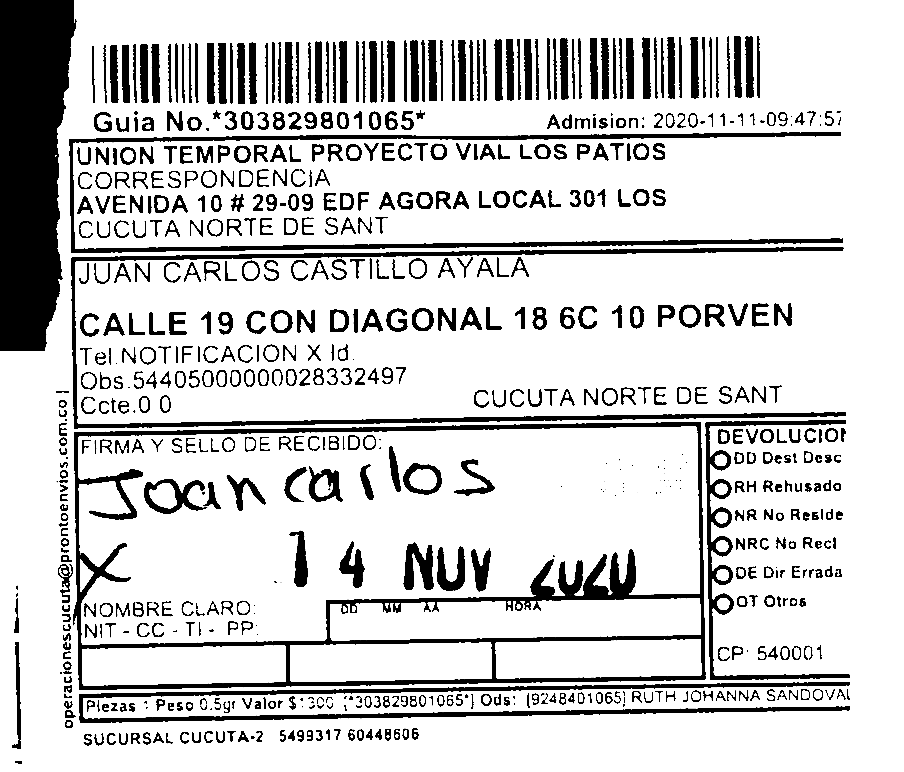 Guia No.*303829801065*
Admision: 2020-11-11-09:47:57
UNION TEMPORAL PROYECTO VIAL LOS PATIOS
CORRESPONDENCIA
AVENIDA 10 # 29-09 EDF AGORA LOCAL 301 LOS
CUCUTA NORTE DE SANT
JUAN CARLOS CASTILLO AYALA
CALLE 19 CON DIAGONAL 18 6C 10 PORVEN
Tel.NOTIFICACION X Id.
Obs.54405000000028332497
Ccte.0 0
CUCUTA NORTE DE SANT
operacionescucuta@prontoenvios.com.co |
FIRMA Y SELLO DE RECIBIDO:
Joan carlos
X
14 NUV CUCU
NOMBRE CLARO:
NIT - CC - TI - PP:
DD MM AA HORA
DEVOLUCION
DD Dest Desc
RH Rehusado
NR No Reside
NRC No Recl
DE Dir Errada
OT Otros
CP: 540001
Piezas 1 Peso 0.5gr Valor $1300 (*303829801065*) Ods: (9248401065) RUTH JOHANNA SANDOVAL
SUCURSAL CUCUTA-2 5499317 60448606